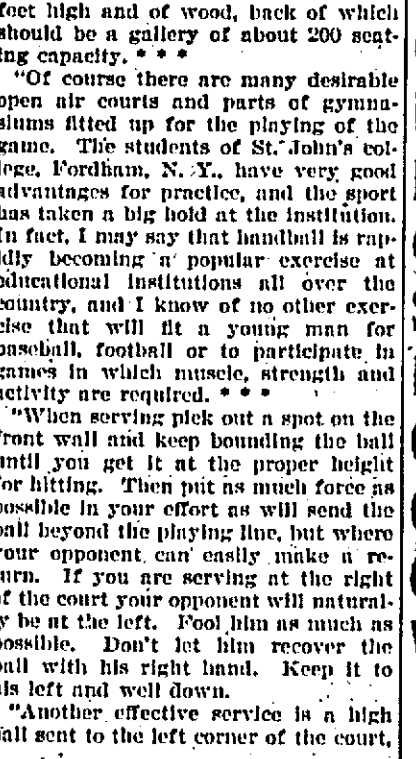 feet high and of wood, back of which
should be a gallery of about 200 seat-
ing capacity. * * *
"Of course there are many desirable
open air courts and parts of gymna-
siums fitted up for the playing of the
game. The students of St. John's col-
lege, Fordham, N. Y., have very good
advantages for practice, and the sport
has taken a big hold at the institution.
In fact, I may say that handball is rap-
idly becoming a popular exercise at
educational institutions all over the
country, and I know of no other exer-
cise that will fit a young man for
baseball, football or to participate in
games in which muscle, strength and
activity are required. * * *
"When serving pick out a spot on the
front wall and keep bounding the ball
until you get it at the proper height
for hitting. Then put as much force as
possible in your effort as will send the
ball beyond the playing line, but where
your opponent can easily make a re-
turn. If you are serving at the right
of the court your opponent will natural-
ly be at the left. Fool him as much as
possible. Don't let him recover the
ball with his right hand. Keep it to
his left and well down.
"Another effective service is a high
ball sent to the left corner of the court,